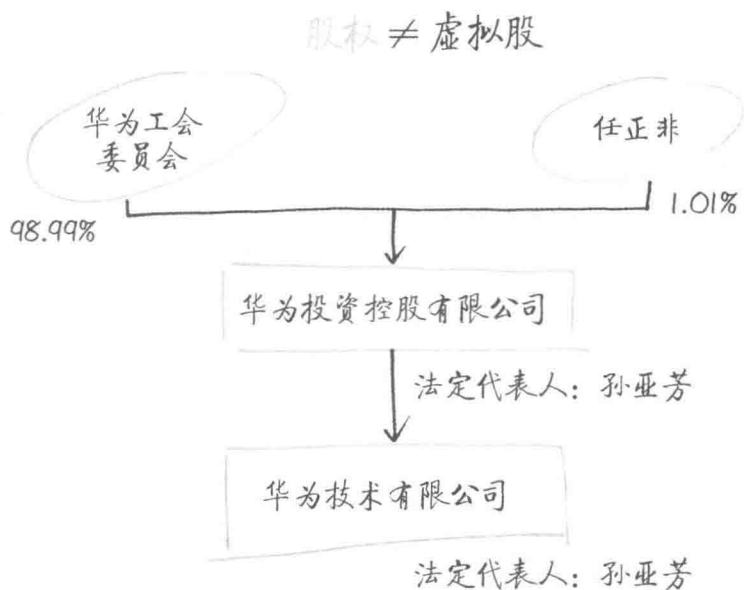 股权 ≠ 虚拟股
华为工会
委员会
任正非
98.99%
1.01%
华为投资控股有限公司
法定代表人：孙亚芳
华为技术有限公司
法定代表人：孙亚芳